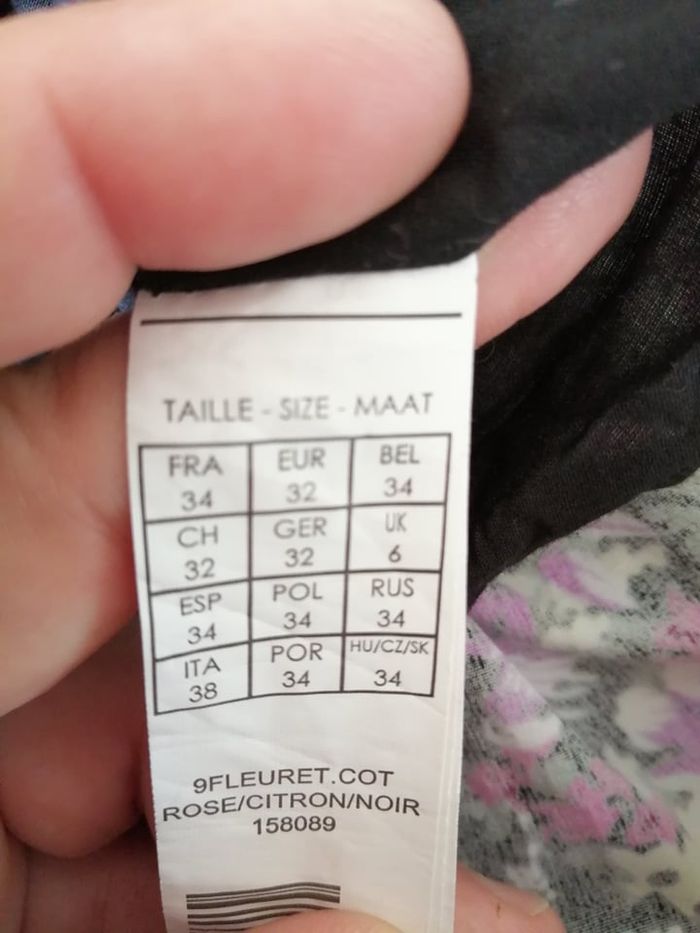 TAILLE - SIZE - MAAT
FRA EUR BEL
34 32 34
CH GER UK
32 32 6
ESP POL RUS
34 34 34
ITA POR HU/CZ/SK
38 34 34
9FLEURET.COT
ROSE/CITRON/NOIR
158089